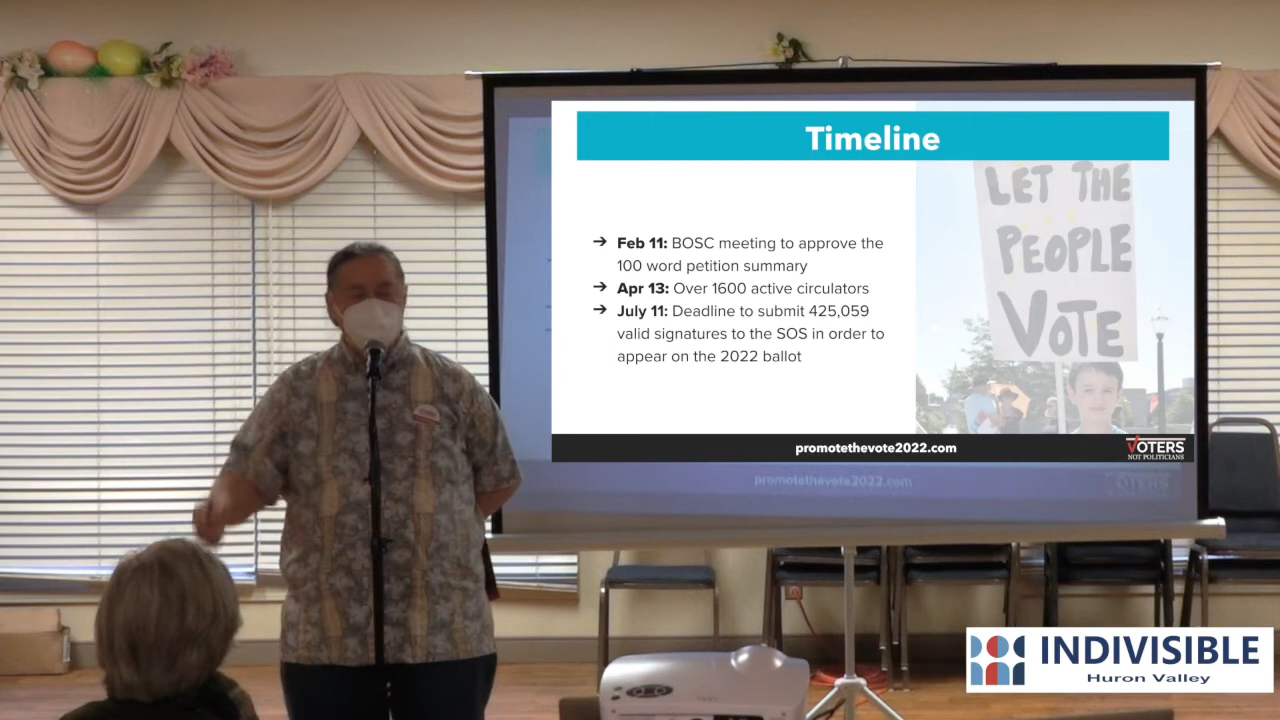 Timeline
LET THE
PEOPLE
VOTE
→ Feb 11: BOSC meeting to approve the
100 word petition summary
→ Apr 13: Over 1600 active circulators
→ July 11: Deadline to submit 425,059
valid signatures to the SOS in order to
appear on the 2022 ballot
promotethevote2022.com
VOTERS
NOT POLITICIANS
promotethevote2022.com
OTERS
INDIVISIBLE
Huron Valley